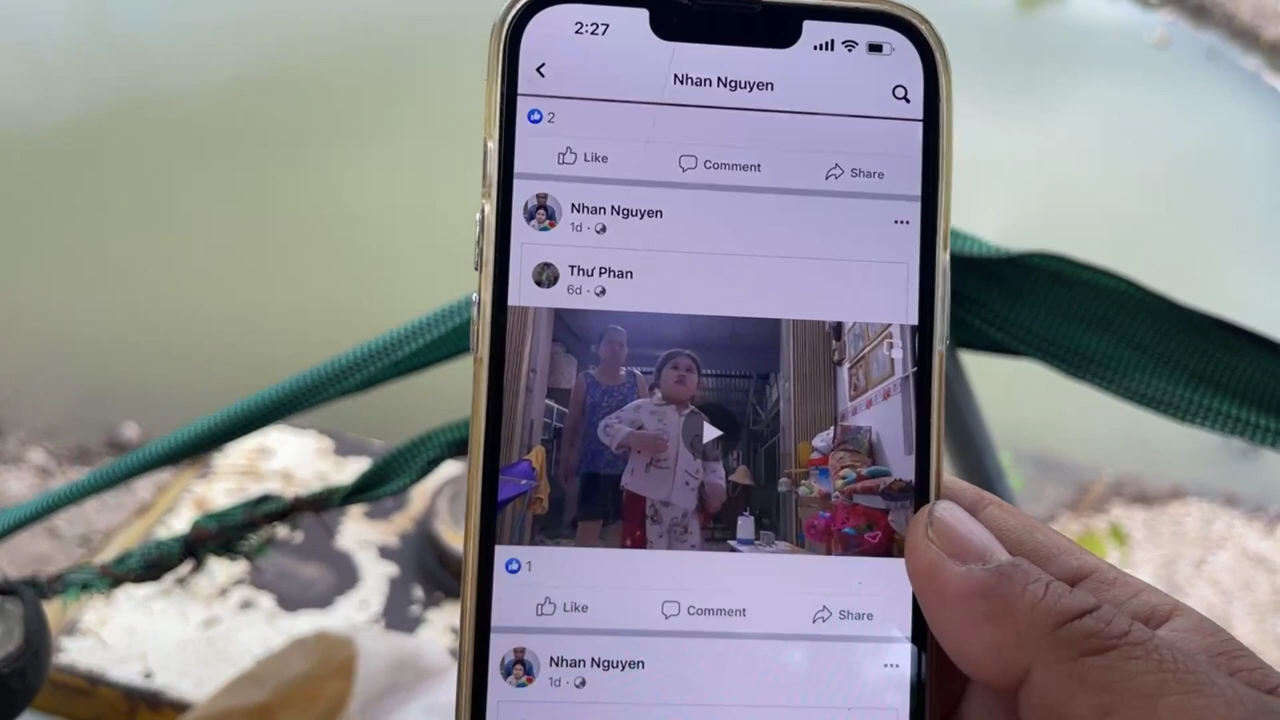 2:27
Nhan Nguyen
2
Like Comment Share
Nhan Nguyen
1d ·
Thư Phan
6d ·
1
Like Comment Share
Nhan Nguyen
1d ·